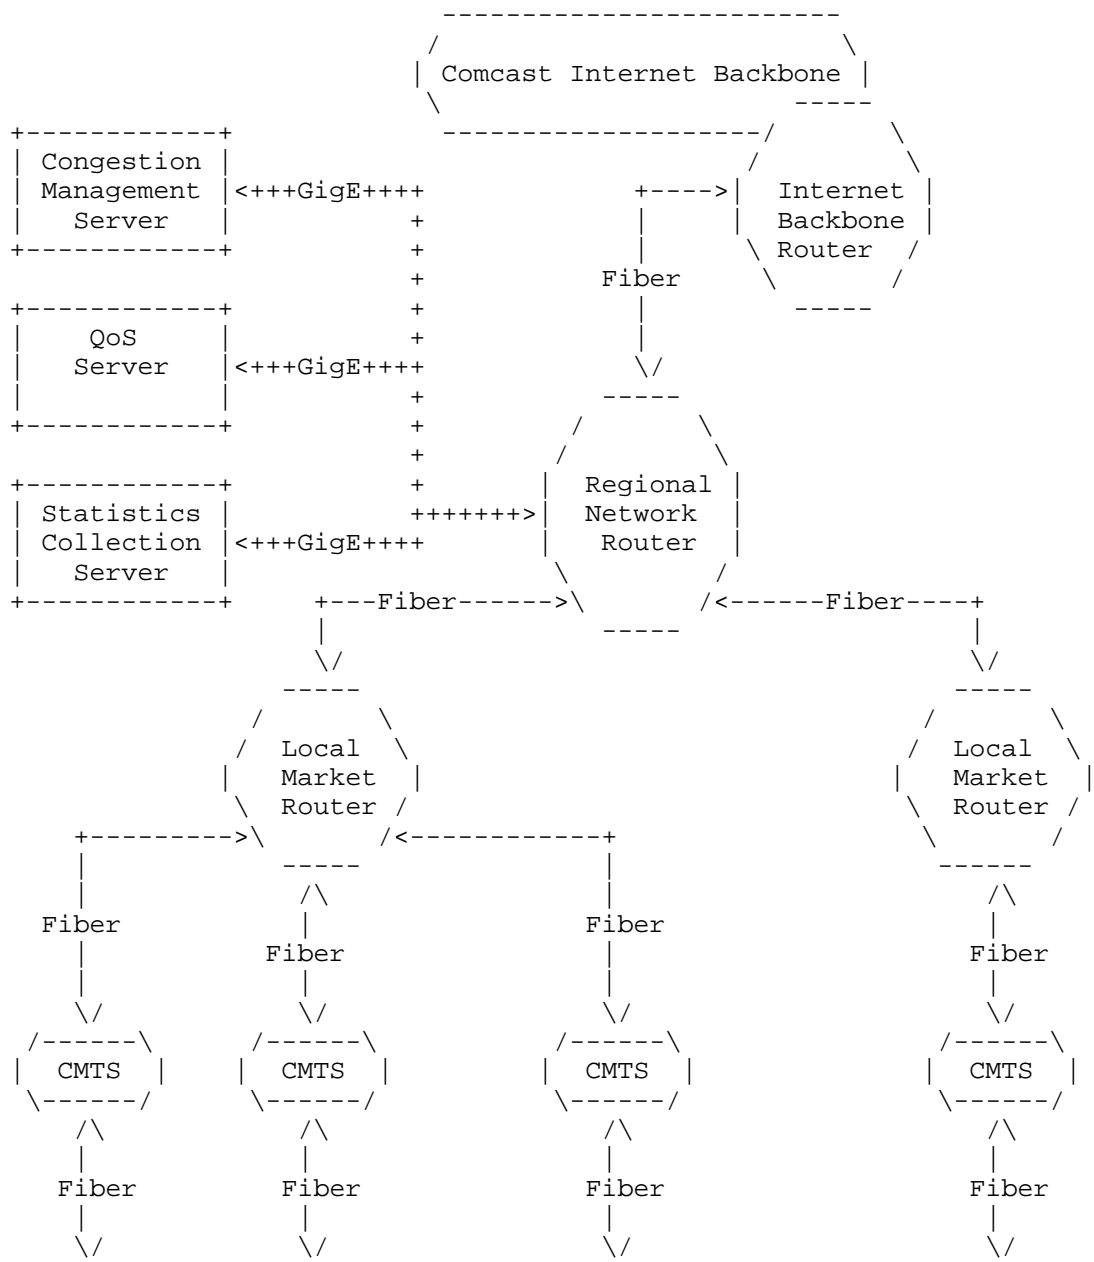 Comcast Internet Backbone
Congestion
Management <+++GigE++++ +---->| Internet
Server + Backbone
+ Router
+ Fiber
QoS +
Server <+++GigE++++
+
+ Regional
Statistics +++++++> Network
Collection <+++GigE++++ Router
Server
+---Fiber------> <------Fiber----+
Local Local
Market Market
Router Router
+---------> <------------+
Fiber Fiber
Fiber Fiber
CMTS CMTS CMTS CMTS
Fiber Fiber Fiber Fiber